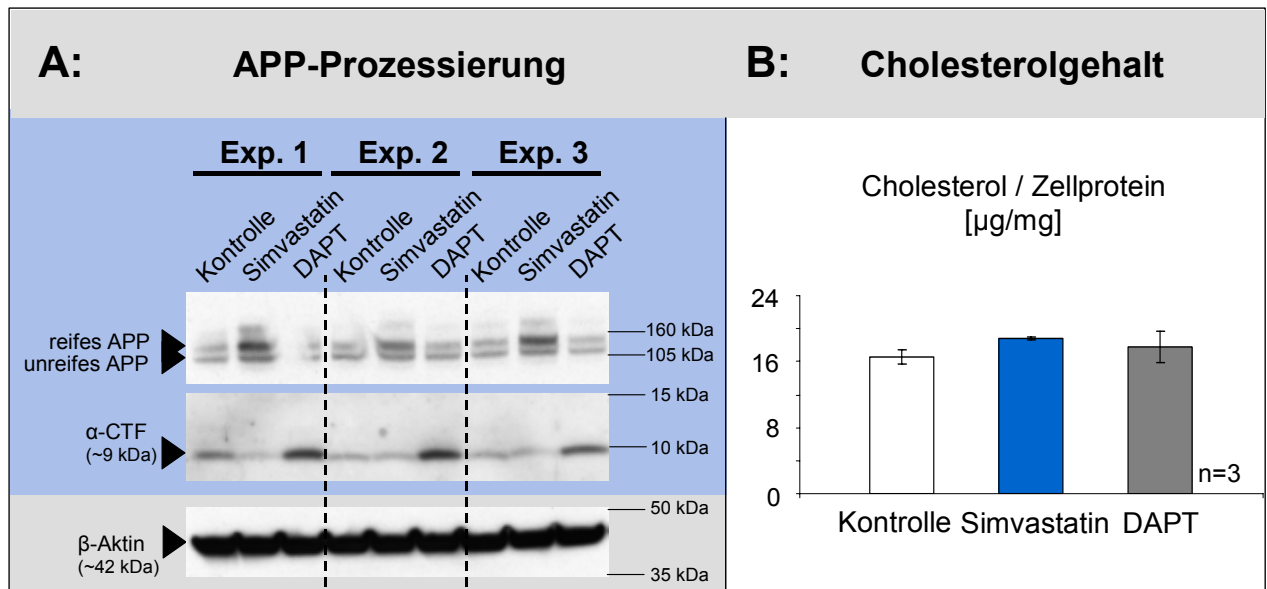 A: APP-Prozessierung
Exp. 1 Exp. 2 Exp. 3
Kontrolle Simvastatin DAPT Kontrolle Simvastatin DAPT Kontrolle Simvastatin DAPT
reifes APP
unreifes APP
160 kDa
105 kDa
15 kDa
α-CTF
(~9 kDa)
10 kDa
50 kDa
β-Aktin
(~42 kDa)
35 kDa
B: Cholesterolgehalt
Cholesterol / Zellprotein
[µg/mg]
24
16
8
0
n=3
Kontrolle Simvastatin DAPT